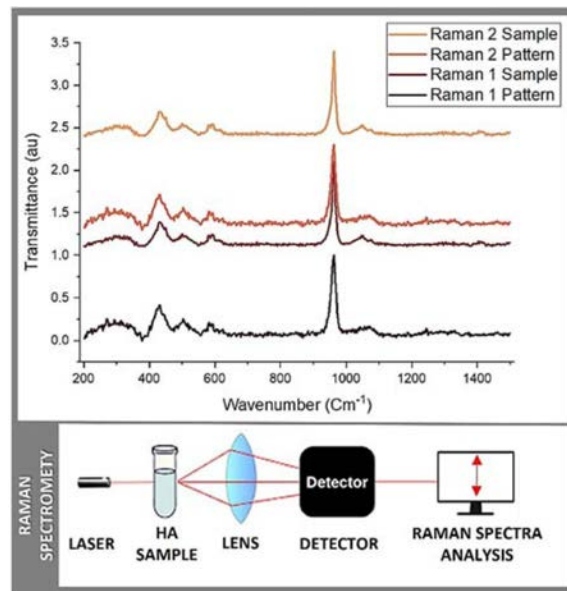 3.5
3.0
2.5
2.0
1.5
1.0
0.5
0.0
Transmittance (au)
Raman 2 Sample
Raman 2 Pattern
Raman 1 Sample
Raman 1 Pattern
200 400 600 800 1000 1200 1400
Wavenumber (Cm⁻¹)
RAMAN
SPECTROMETY
LASER
HA
SAMPLE
LENS
Detector
DETECTOR
RAMAN SPECTRA
ANALYSIS